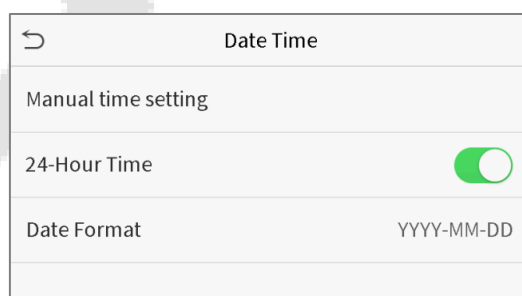 Date Time
Manual time setting
24-Hour Time
Date Format YYYY-MM-DD